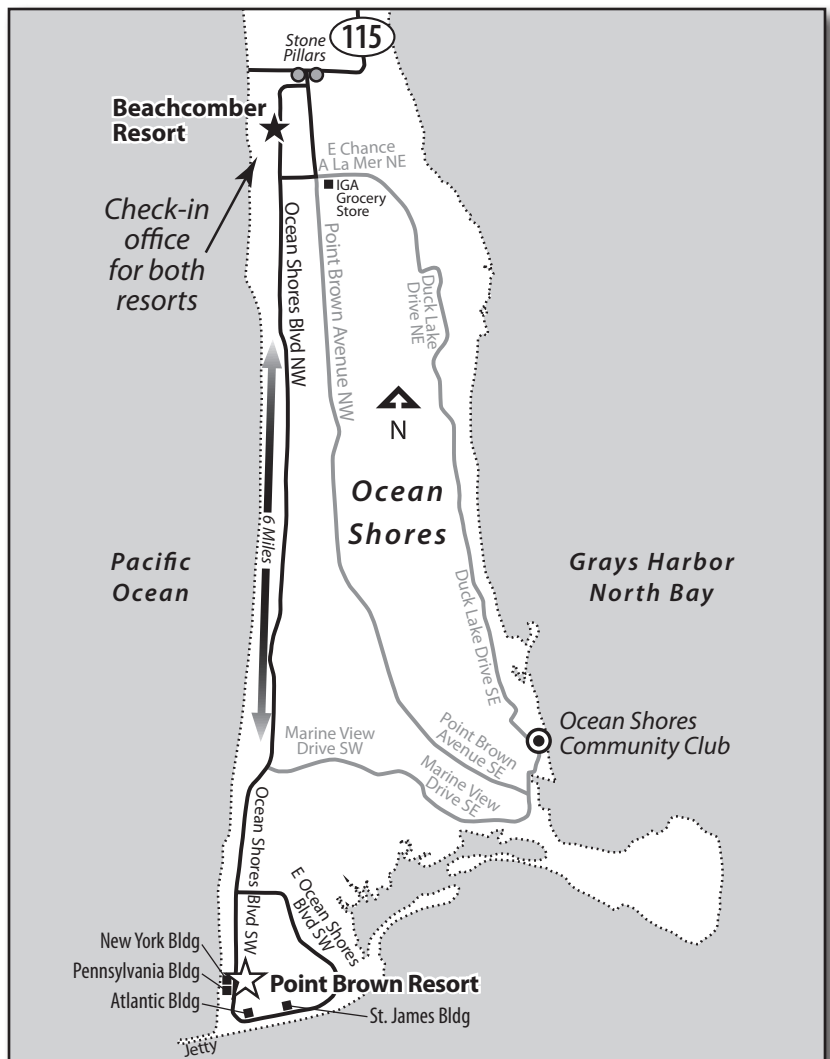 115
Stone
Pillars
Beachcomber
Resort
E Chance
A La Mer NE
IGA
Grocery
Store
Check-in
office
for both
resorts
Ocean Shores Blvd NW
Point Brown Avenue NW
Duck Lake
Drive NE
N
Ocean
Shores
6 Miles
Pacific
Ocean
Grays Harbor
North Bay
Duck Lake Drive SE
Ocean Shores
Community Club
Marine View
Drive SW
Point Brown
Avenue SE
Marine View
Drive SE
Ocean Shores Blvd SW
E Ocean Shores
Blvd SW
New York Bldg
Pennsylvania Bldg
Point Brown Resort
Atlantic Bldg
St. James Bldg
Jetty